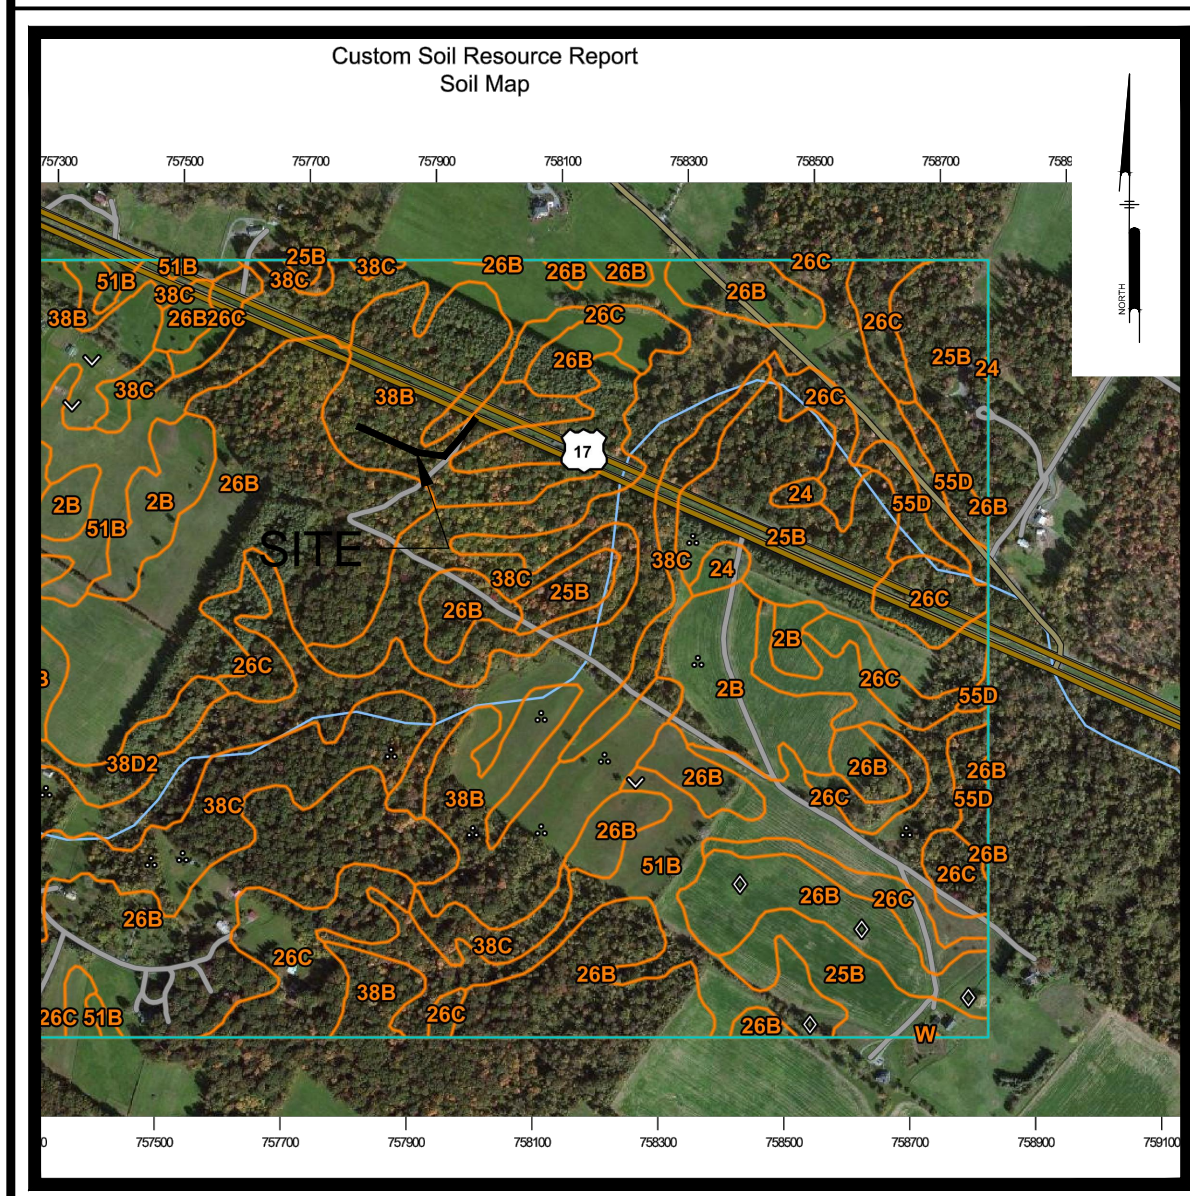 Custom Soil Resource Report
Soil Map
757300 757500 757700 757900 758100 758300 758500 758700
NORTH
25B
51B 38C 26B 26C
51B 38C 26B 26B
38C 26B
38B 26B 26C 26C 26C
25B
26B 24
38C 38B 26C
17
26B 55D
2B 2B 24 55D 26B
51B 25B
SITE
38C 24
38C 25B 26C
26B
2B
26C 26C
2B 55D
38D2 26B 26B
26B
38C 38B 26C 55D
26B
51B 26B
26C
26B 26B 26C
38C
26C 26B 25B
38B
26C 51B 26C 26B
W
757500 757700 757900 758100 758300 758500 758700 758900 759100